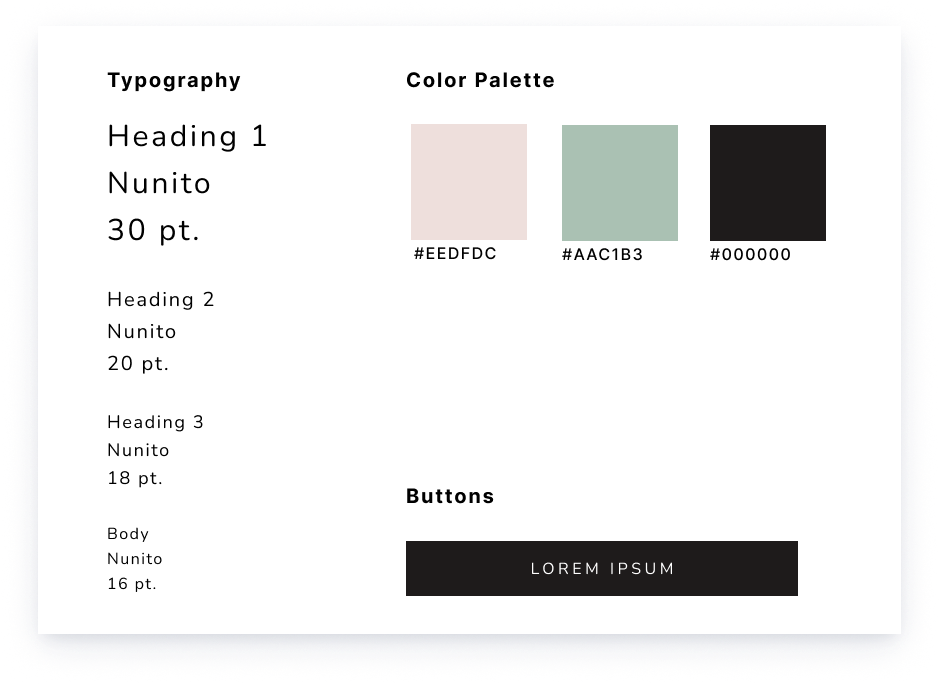 Typography
Heading 1
Nunito
30 pt.
Heading 2
Nunito
20 pt.
Heading 3
Nunito
18 pt.
Body
Nunito
16 pt.
Color Palette
#EEDFDC
#AAC1B3
#000000
Buttons
LOREM IPSUM